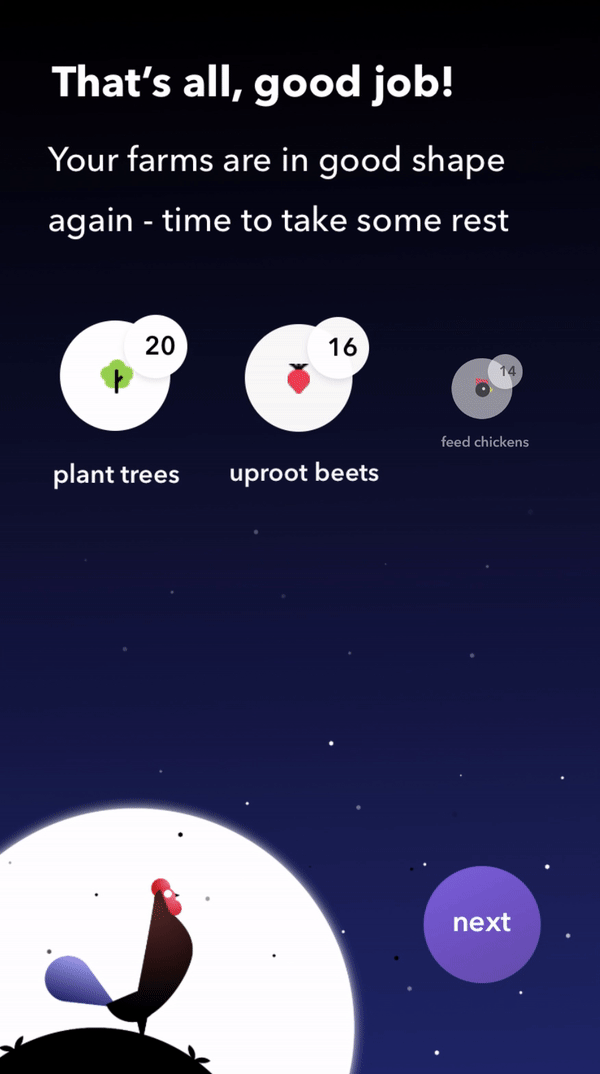 That's all, good job!
Your farms are in good shape
again - time to take some rest
20
16
14
plant trees
uproot beets
feed chickens
next